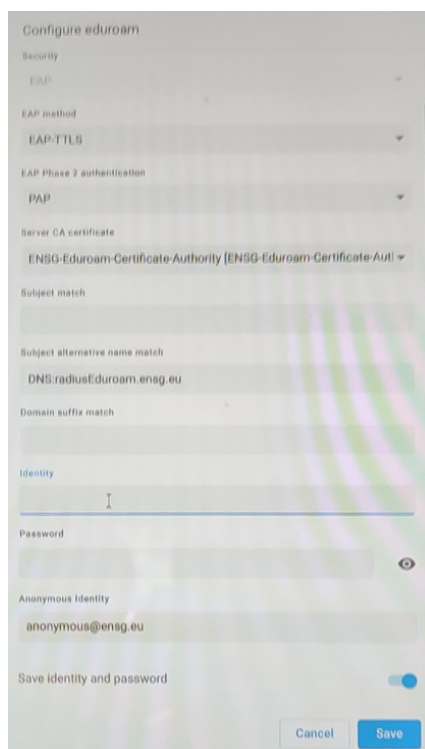 Configure eduroam
Security
EAP
EAP method
EAP-TTLS
EAP Phase 2 authentication
PAP
Server CA certificate
ENSG-Eduroam-Certificate-Authority [ENSG-Eduroam-Certificate-Auti
Subject match
Subject alternative name match
DNS:radiusEduroam.ensg.eu
Domain suffix match
Identity
Password
Anonymous Identity
anonymous@ensg.eu
Save identity and password
Cancel
Save